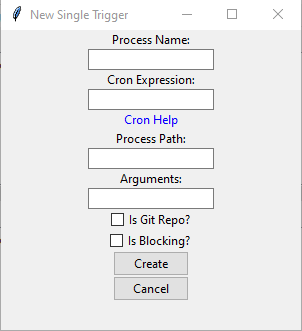 New Single Trigger
Process Name:
Cron Expression:
Cron Help
Process Path:
Arguments:
Is Git Repo?
Is Blocking?
Create
Cancel